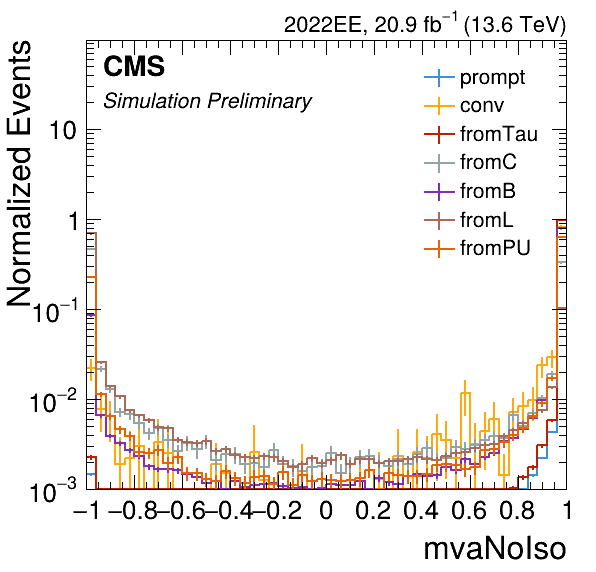 2022EE, 20.9 fb⁻¹ (13.6 TeV)
CMS
Simulation Preliminary
prompt
conv
fromTau
fromC
fromB
fromL
fromPU
Normalized Events
10
1
10⁻¹
10⁻²
10⁻³
−1 −0.8 −0.6 −0.4 −0.2 0 0.2 0.4 0.6 0.8 1
mvaNoIso